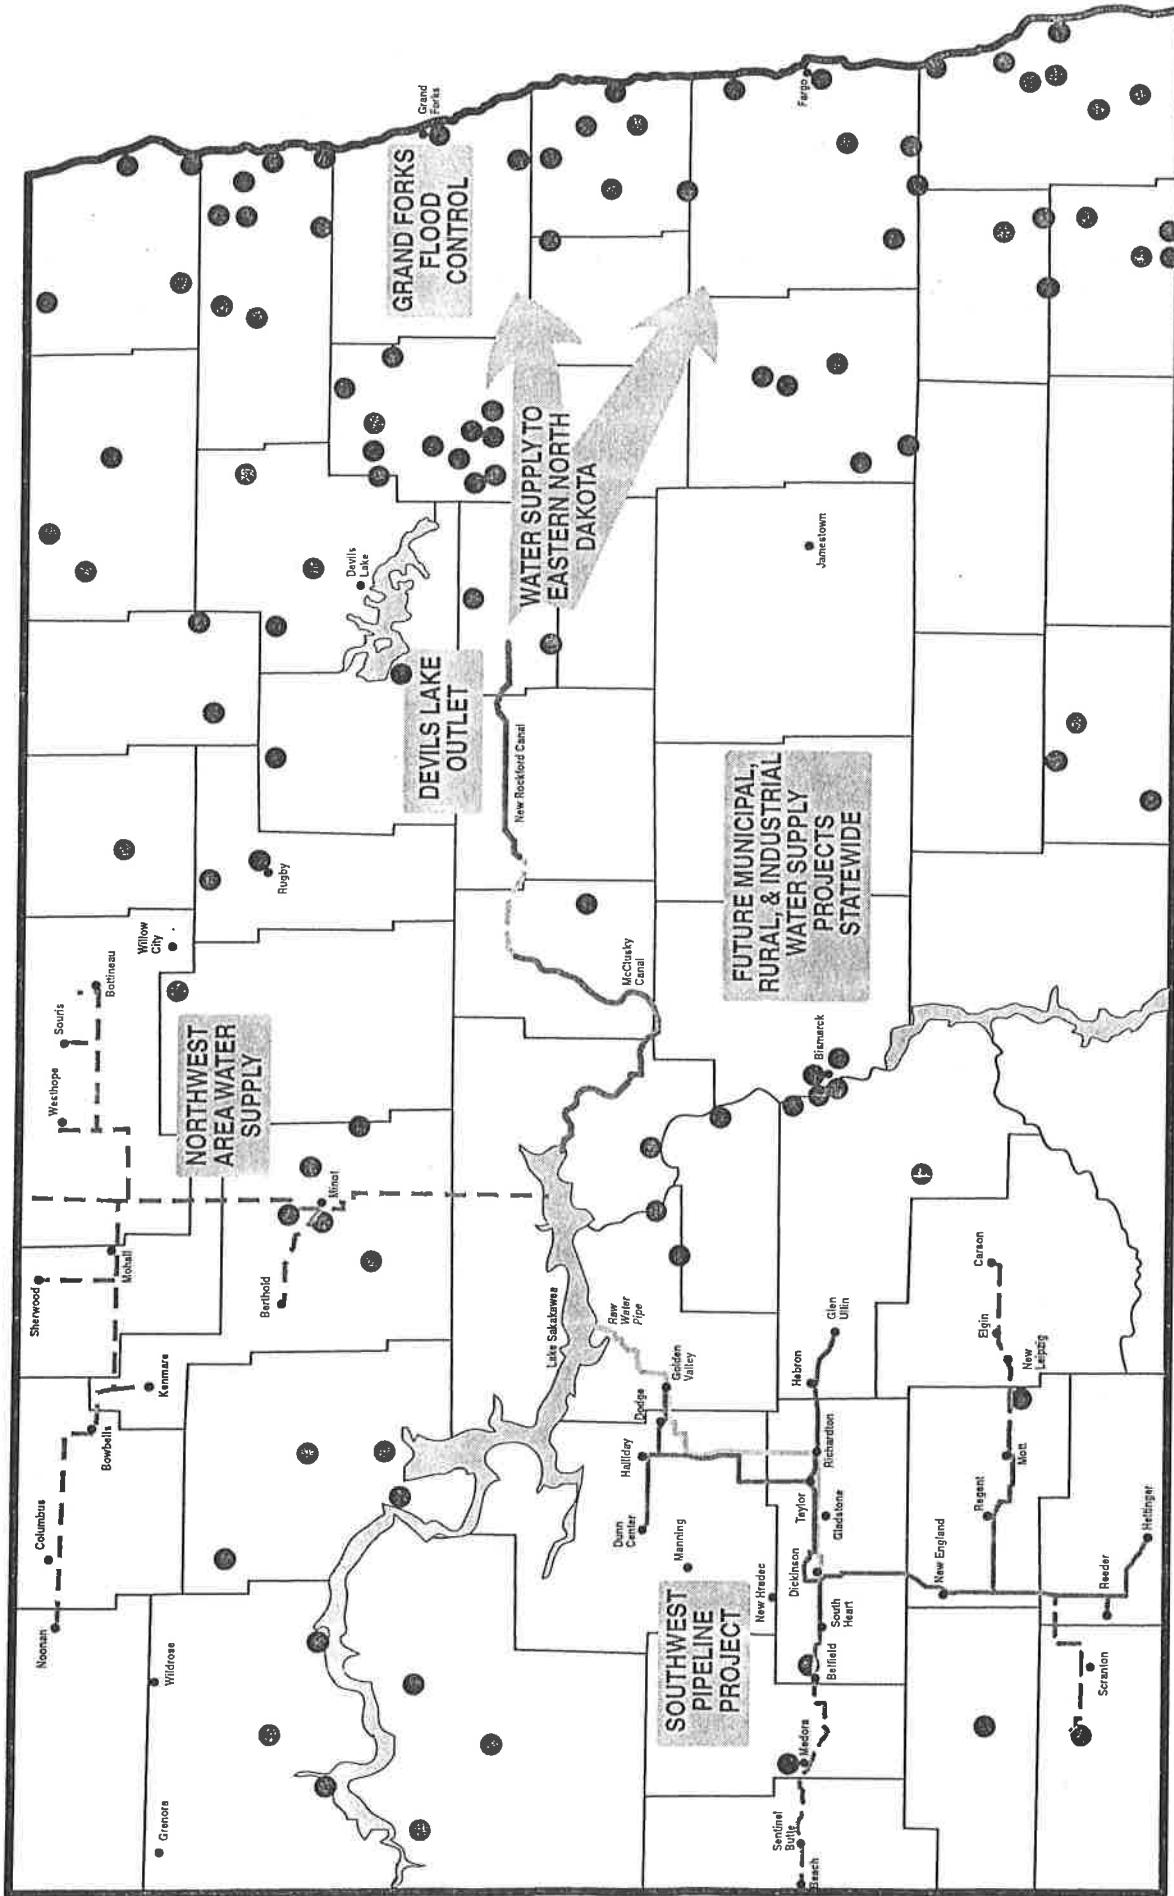 Noonan
Columbus
Bowbells
Kenmare
Sherwood
Mohall
Westhope
Souris
Bottineau
Willow
City
Rugby
Grenora
Wildrose
Berthold
Minot
NORTHWEST
AREA WATER
SUPPLY
Devils
Lake
Grand
Forks
GRAND FORKS
FLOOD
CONTROL
DEVILS LAKE
OUTLET
WATER SUPPLY TO
EASTERN NORTH
DAKOTA
New Rockford Canal
McClusky
Canal
Lake Sakakawea
Raw
Water
Pipe
Golden
Valley
Dodge
Halliday
Dunn
Center
Manning
New Hradec
SOUTHWEST
PIPELINE
PROJECT
FUTURE MUNICIPAL,
RURAL, & INDUSTRIAL
WATER SUPPLY
PROJECTS
STATEWIDE
Beach
Sentinel
Butte
Medora
Belfield
South
Heart
Dickinson
Gladstone
Taylor
Richardton
Hebron
Glen
Ullin
Bismarck
Jamestown
Fargo
New England
Regent
Mott
New
Leipzig
Elgin
Carson
Scranton
Reeder
Hettinger